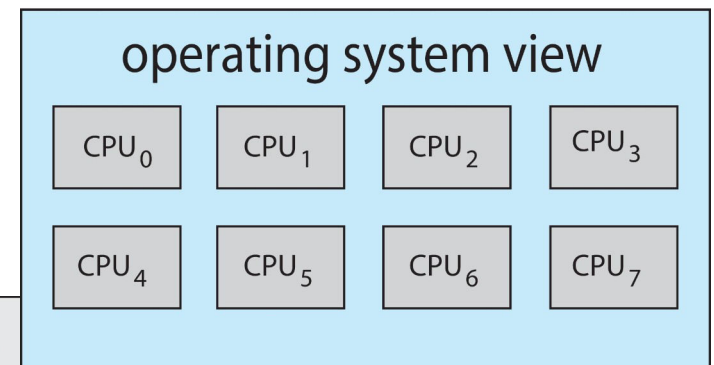 operating system view
CPU₀ CPU₁ CPU₂ CPU₃
CPU₄ CPU₅ CPU₆ CPU₇